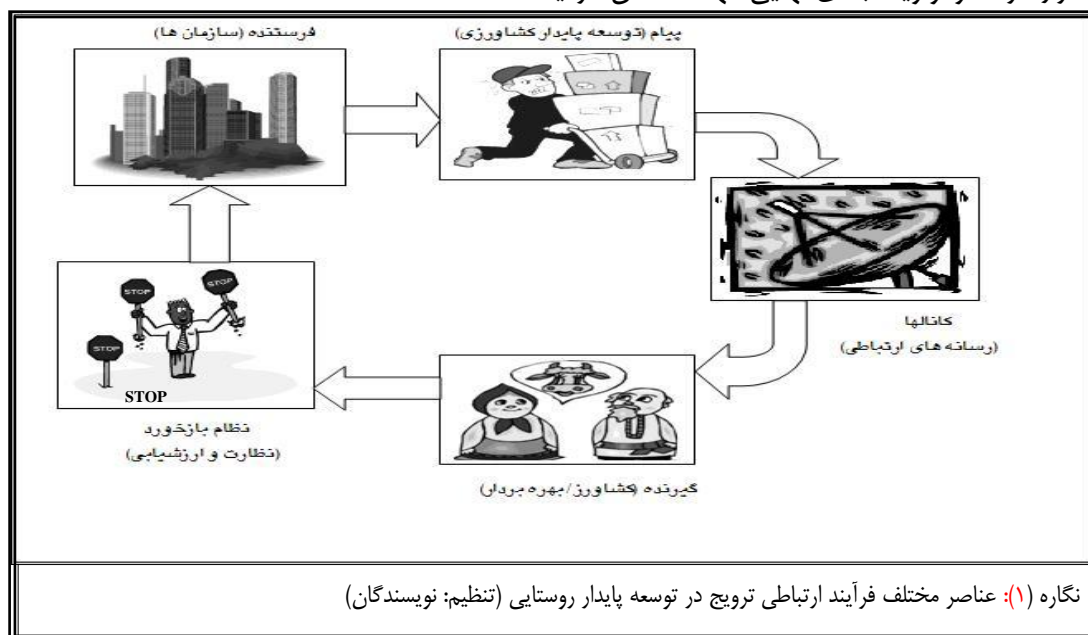 فرستنده (سازمان ها)
پیام (توسعه پایدار کشاورزی)
کانالها
(رسانه های ارتباطی)
گیرنده (کشاورز/بهره بردار)
نظام بازخورد
(نظارت و ارزشیابی)
STOP
STOP
STOP
STOP
نگاره (۱): عناصر مختلف فرآیند ارتباطی ترویج در توسعه پایدار روستایی (تنظیم: نویسندگان)